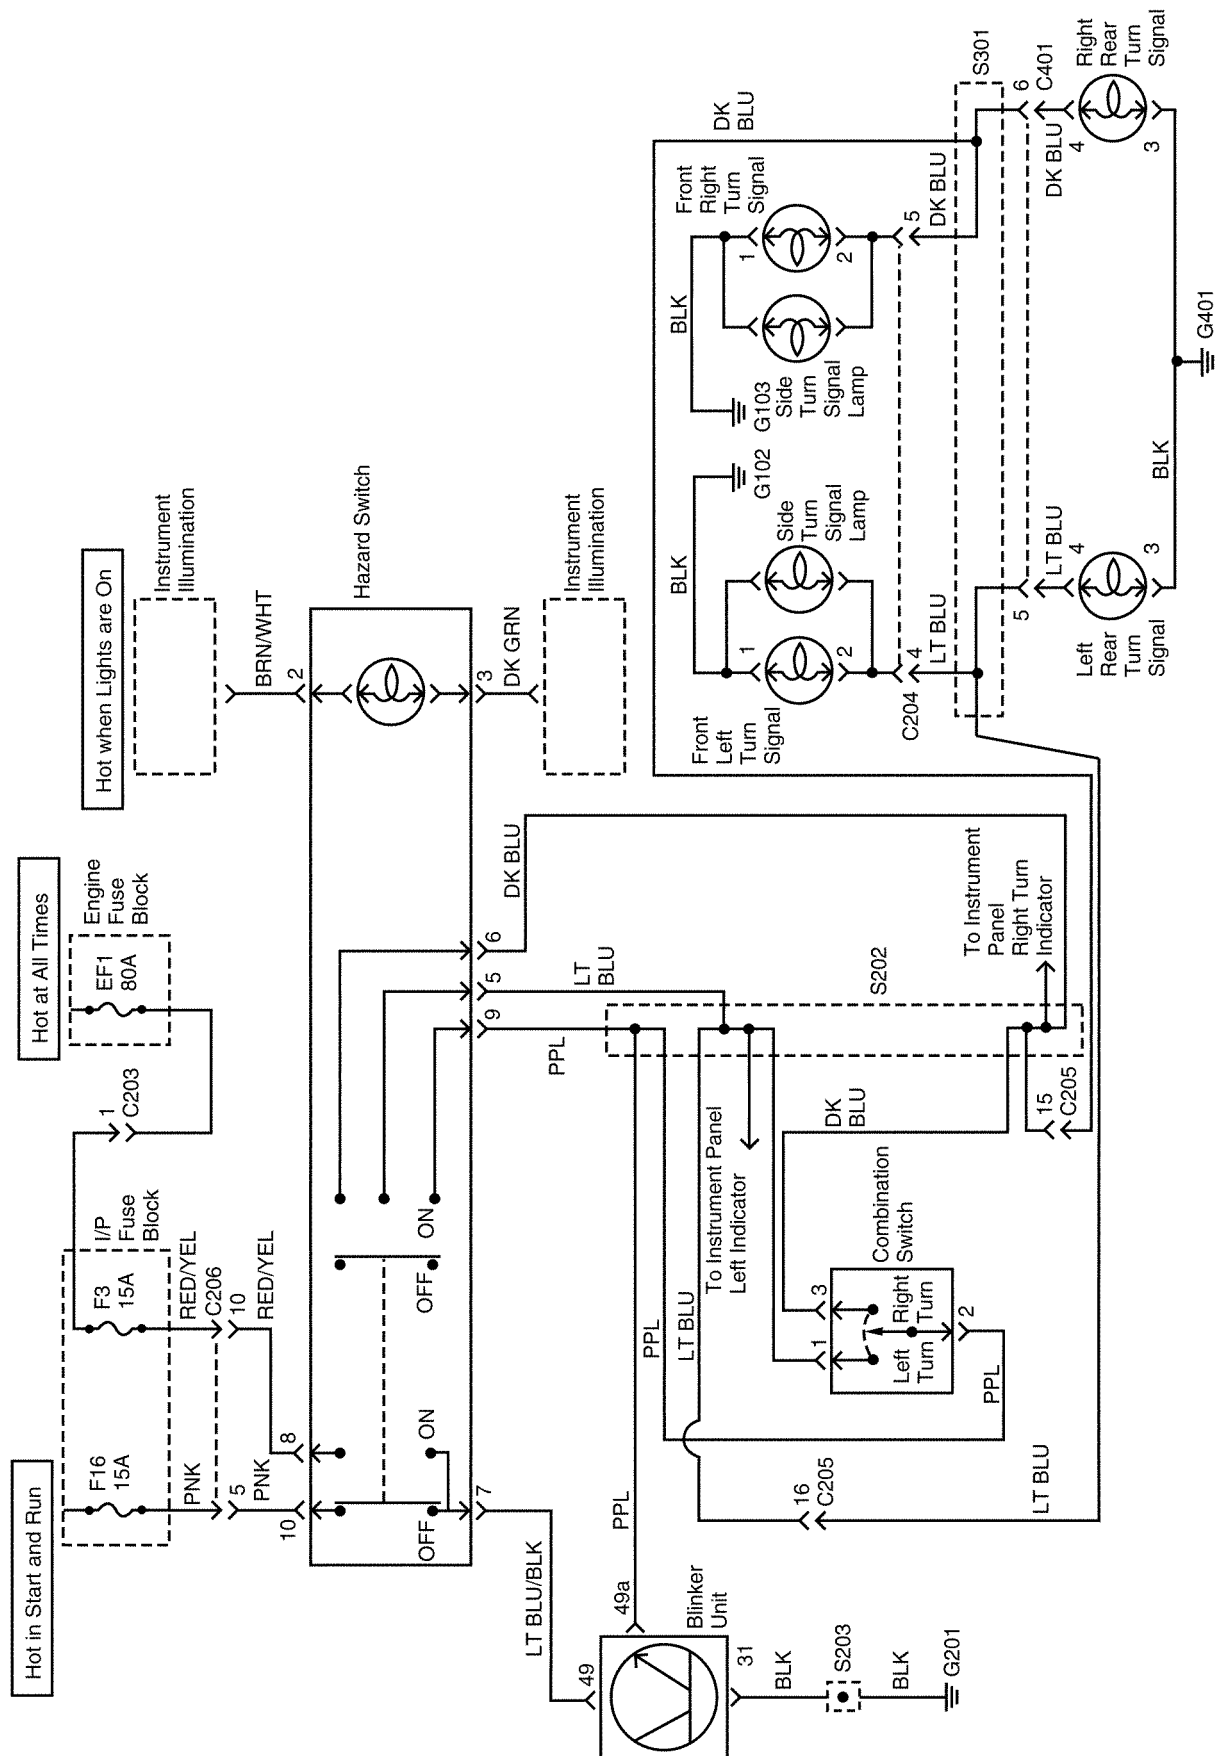 Hot in Start and Run
Hot at All Times
Hot when Lights are On
F16
15A
F3
15A
I/P
Fuse
Block
1
C203
EF1
80A
Engine
Fuse
Block
Instrument
Illumination
PNK
RED/YEL
5
C206
10
PNK
RED/YEL
BRN/WHT
10
8
2
Hazard Switch
OFF
ON
OFF
ON
7
9
5
6
3
DK GRN
Instrument
Illumination
LT BLU/BLK
PPL
LT
BLU
DK BLU
49
49a
PPL
Blinker
Unit
31
BLK
S203
BLK
G201
PPL
LT BLU
To Instrument Panel
Left Indicator
S202
DK
BLU
16
C205
1
3
Combination
Switch
Left
Turn
Right
Turn
2
PPL
LT BLU
15
C205
To Instrument
Panel
Right Turn
Indicator
DK
BLU
BLK
G102
BLK
G103
Front
Left
Turn
Signal
1
2
Side
Turn
Signal
Lamp
Side
Turn
Signal
Lamp
Front
Right
Turn
Signal
1
2
C204
4
LT BLU
5
DK BLU
S301
5
LT BLU
4
Left
Rear
Turn
Signal
3
6
C401
DK BLU
4
Right
Rear
Turn
Signal
3
BLK
G401